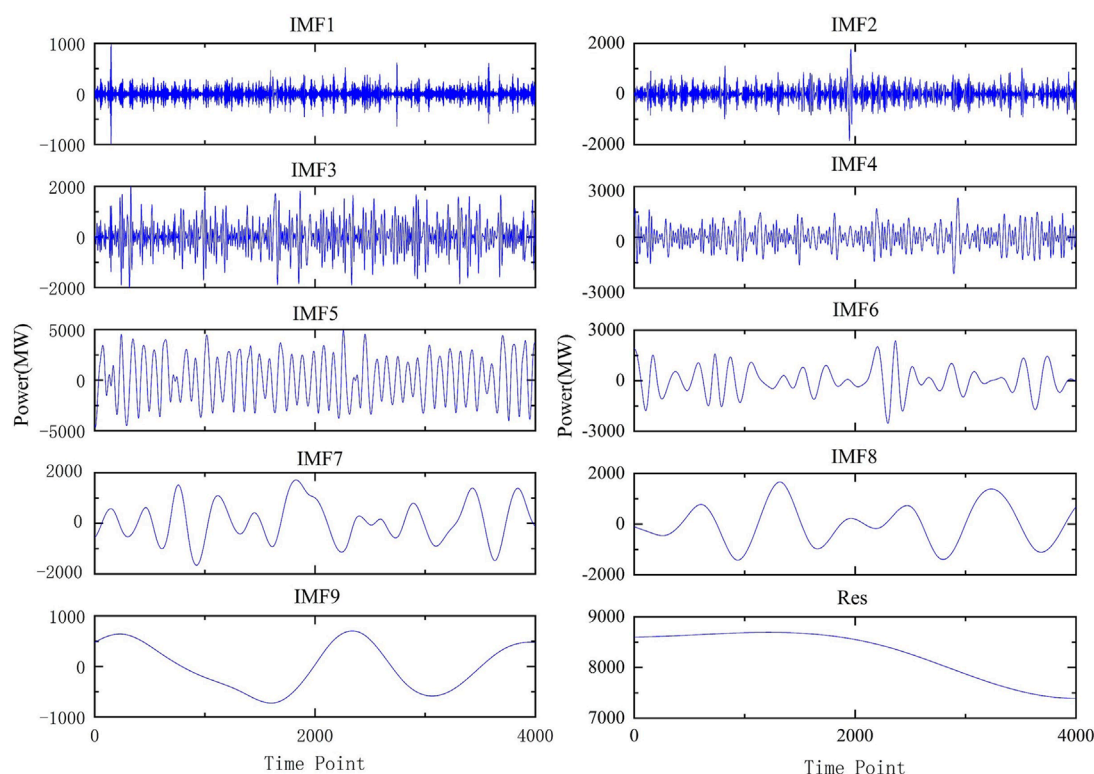 IMF1
1000
0
−1000
IMF2
2000
0
-2000
IMF3
2000
0
−2000
IMF4
3000
0
-3000
IMF5
5000
0
−5000
IMF6
3000
0
-3000
Power(MW)
Power(MW)
IMF7
2000
0
−2000
IMF8
2000
0
-2000
IMF9
1000
0
−1000
0
2000
4000
Time Point
Res
9000
8000
7000
0
2000
4000
Time Point